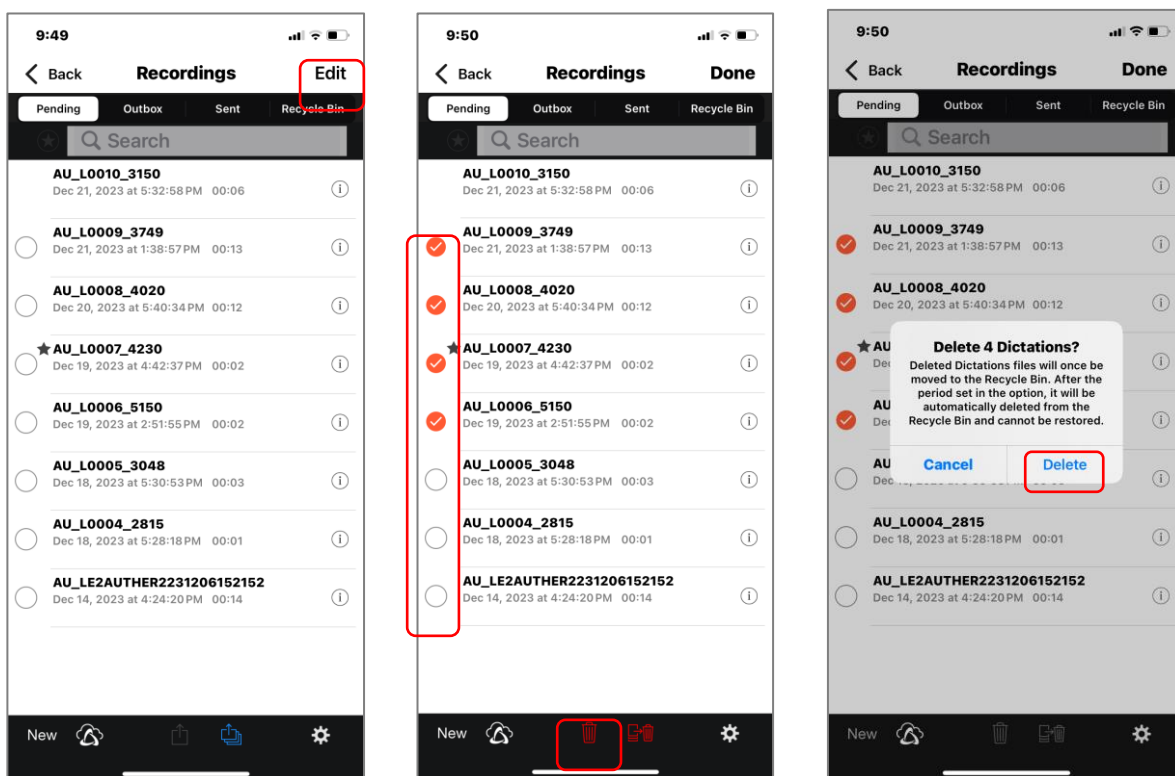 9:49
Back Recordings Edit
Pending Outbox Sent Recycle Bin
Search
AU_L0010_3150
Dec 21, 2023 at 5:32:58 PM 00:06
AU_L0009_3749
Dec 21, 2023 at 1:38:57 PM 00:13
AU_L0008_4020
Dec 20, 2023 at 5:40:34 PM 00:12
AU_L0007_4230
Dec 19, 2023 at 4:42:37 PM 00:02
AU_L0006_5150
Dec 19, 2023 at 2:51:55 PM 00:02
AU_L0005_3048
Dec 18, 2023 at 5:30:53 PM 00:03
AU_L0004_2815
Dec 18, 2023 at 5:28:18 PM 00:01
AU_LE2AUTHER2231206152152
Dec 14, 2023 at 4:24:20 PM 00:14
New
9:50
Back Recordings Done
Pending Outbox Sent Recycle Bin
Search
AU_L0010_3150
Dec 21, 2023 at 5:32:58 PM 00:06
AU_L0009_3749
Dec 21, 2023 at 1:38:57 PM 00:13
AU_L0008_4020
Dec 20, 2023 at 5:40:34 PM 00:12
AU_L0007_4230
Dec 19, 2023 at 4:42:37 PM 00:02
AU_L0006_5150
Dec 19, 2023 at 2:51:55 PM 00:02
AU_L0005_3048
Dec 18, 2023 at 5:30:53 PM 00:03
AU_L0004_2815
Dec 18, 2023 at 5:28:18 PM 00:01
AU_LE2AUTHER2231206152152
Dec 14, 2023 at 4:24:20 PM 00:14
New
9:50
Back Recordings Done
Pending Outbox Sent Recycle Bin
Search
AU_L0010_3150
Dec 21, 2023 at 5:32:58 PM 00:06
AU_L0009_3749
Dec 21, 2023 at 1:38:57 PM 00:13
AU_L0008_4020
Dec 20, 2023 at 5:40:34 PM 00:12
AU
Dec
Delete 4 Dictations?
Deleted Dictations files will once be
moved to the Recycle Bin. After the
period set in the option, it will be
automatically deleted from the
Recycle Bin and cannot be restored.
AU
Dec
Cancel Delete
AU
Dec
AU_L0004_2815
Dec 18, 2023 at 5:28:18 PM 00:01
AU_LE2AUTHER2231206152152
Dec 14, 2023 at 4:24:20 PM 00:14
New